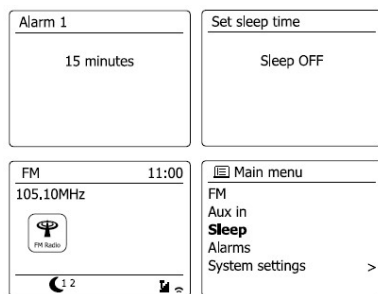 Alarm 1
15 minutes
Set sleep time
Sleep OFF
FM 11:00
105.10MHz
FM Radio
1 2
Main menu
FM
Aux in
Sleep
Alarms
System settings >